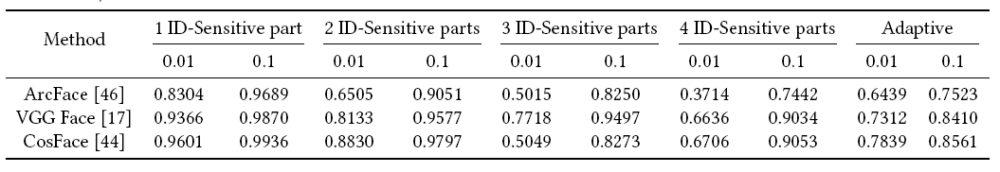 Method 1 ID-Sensitive part 2 ID-Sensitive parts 3 ID-Sensitive parts 4 ID-Sensitive parts Adaptive
0.01 0.1 0.01 0.1 0.01 0.1 0.01 0.1 0.01 0.1
ArcFace [46] 0.8304 0.9689 0.6505 0.9051 0.5015 0.8250 0.3714 0.7442 0.6439 0.7523
VGG Face [17] 0.9366 0.9870 0.8133 0.9577 0.7718 0.9497 0.6636 0.9034 0.7312 0.8410
CosFace [44] 0.9601 0.9936 0.8830 0.9797 0.5049 0.8273 0.6706 0.9053 0.7839 0.8561